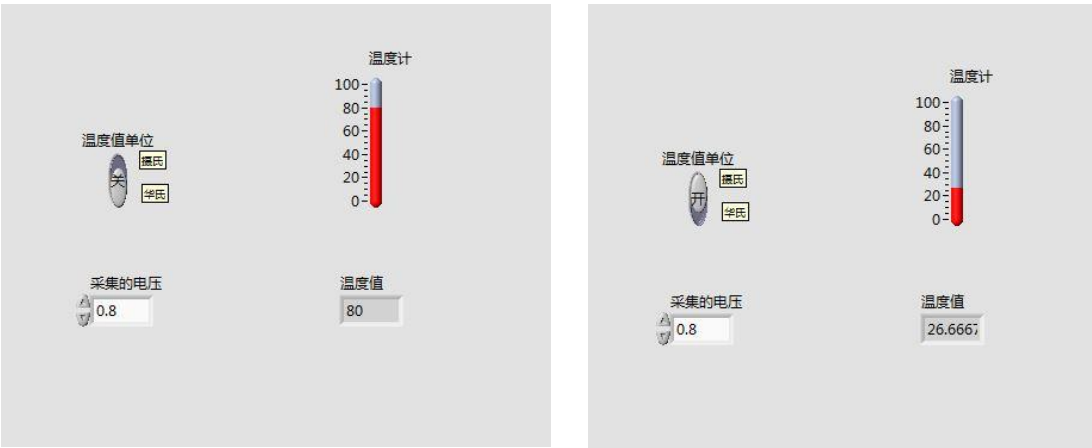 温度计
100
80
60
40
20
0
温度值单位
摄氏
关
华氏
采集的电压
0.8
温度值
80
温度计
100
80
60
40
20
0
温度值单位
摄氏
开
华氏
采集的电压
0.8
温度值
26.6667